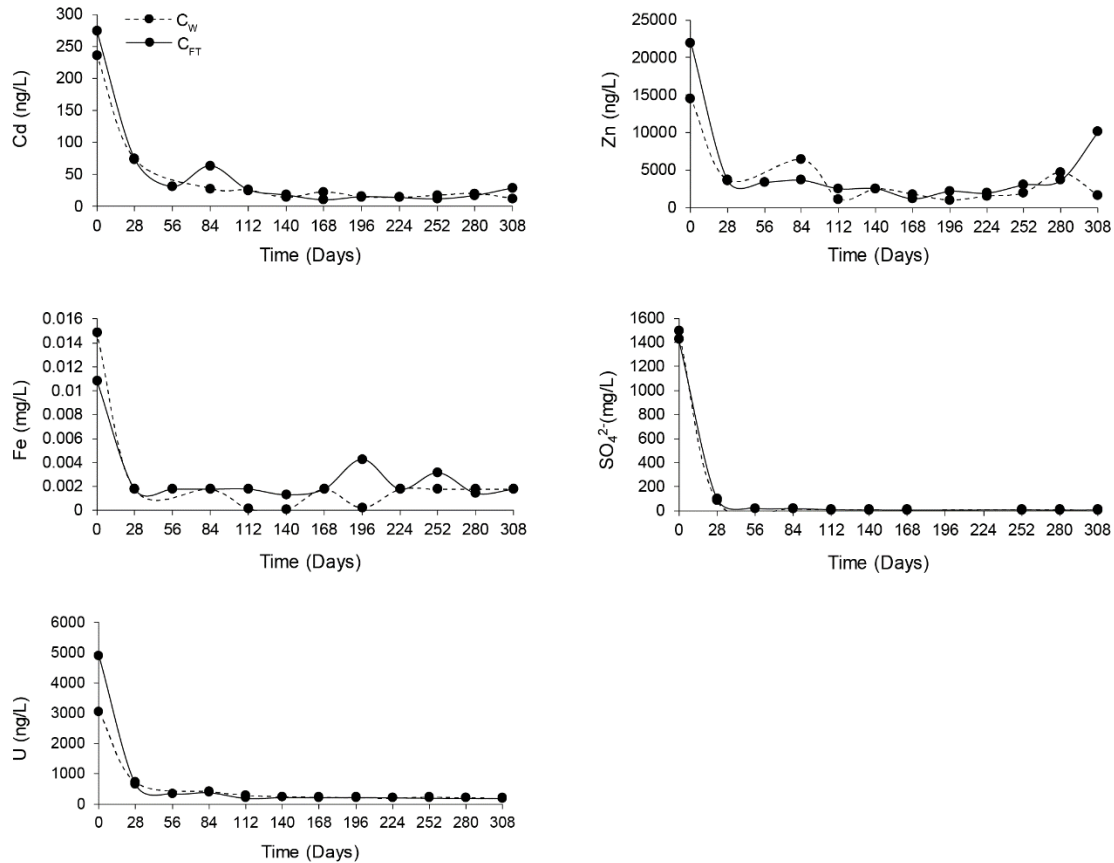 Cd (ng/L)
300
250
200
150
100
50
0
C_W
C_FT
0 28 56 84 112 140 168 196 224 252 280 308
Time (Days)
Zn (ng/L)
25000
20000
15000
10000
5000
0
0 28 56 84 112 140 168 196 224 252 280 308
Time (Days)
Fe (mg/L)
0.016
0.014
0.012
0.01
0.008
0.006
0.004
0.002
0
0 28 56 84 112 140 168 196 224 252 280 308
Time (Days)
SO₄²⁻(mg/L)
1600
1400
1200
1000
800
600
400
200
0
0 28 56 84 112 140 168 196 224 252 280 308
Time (Days)
U (ng/L)
6000
5000
4000
3000
2000
1000
0
0 28 56 84 112 140 168 196 224 252 280 308
Time (Days)